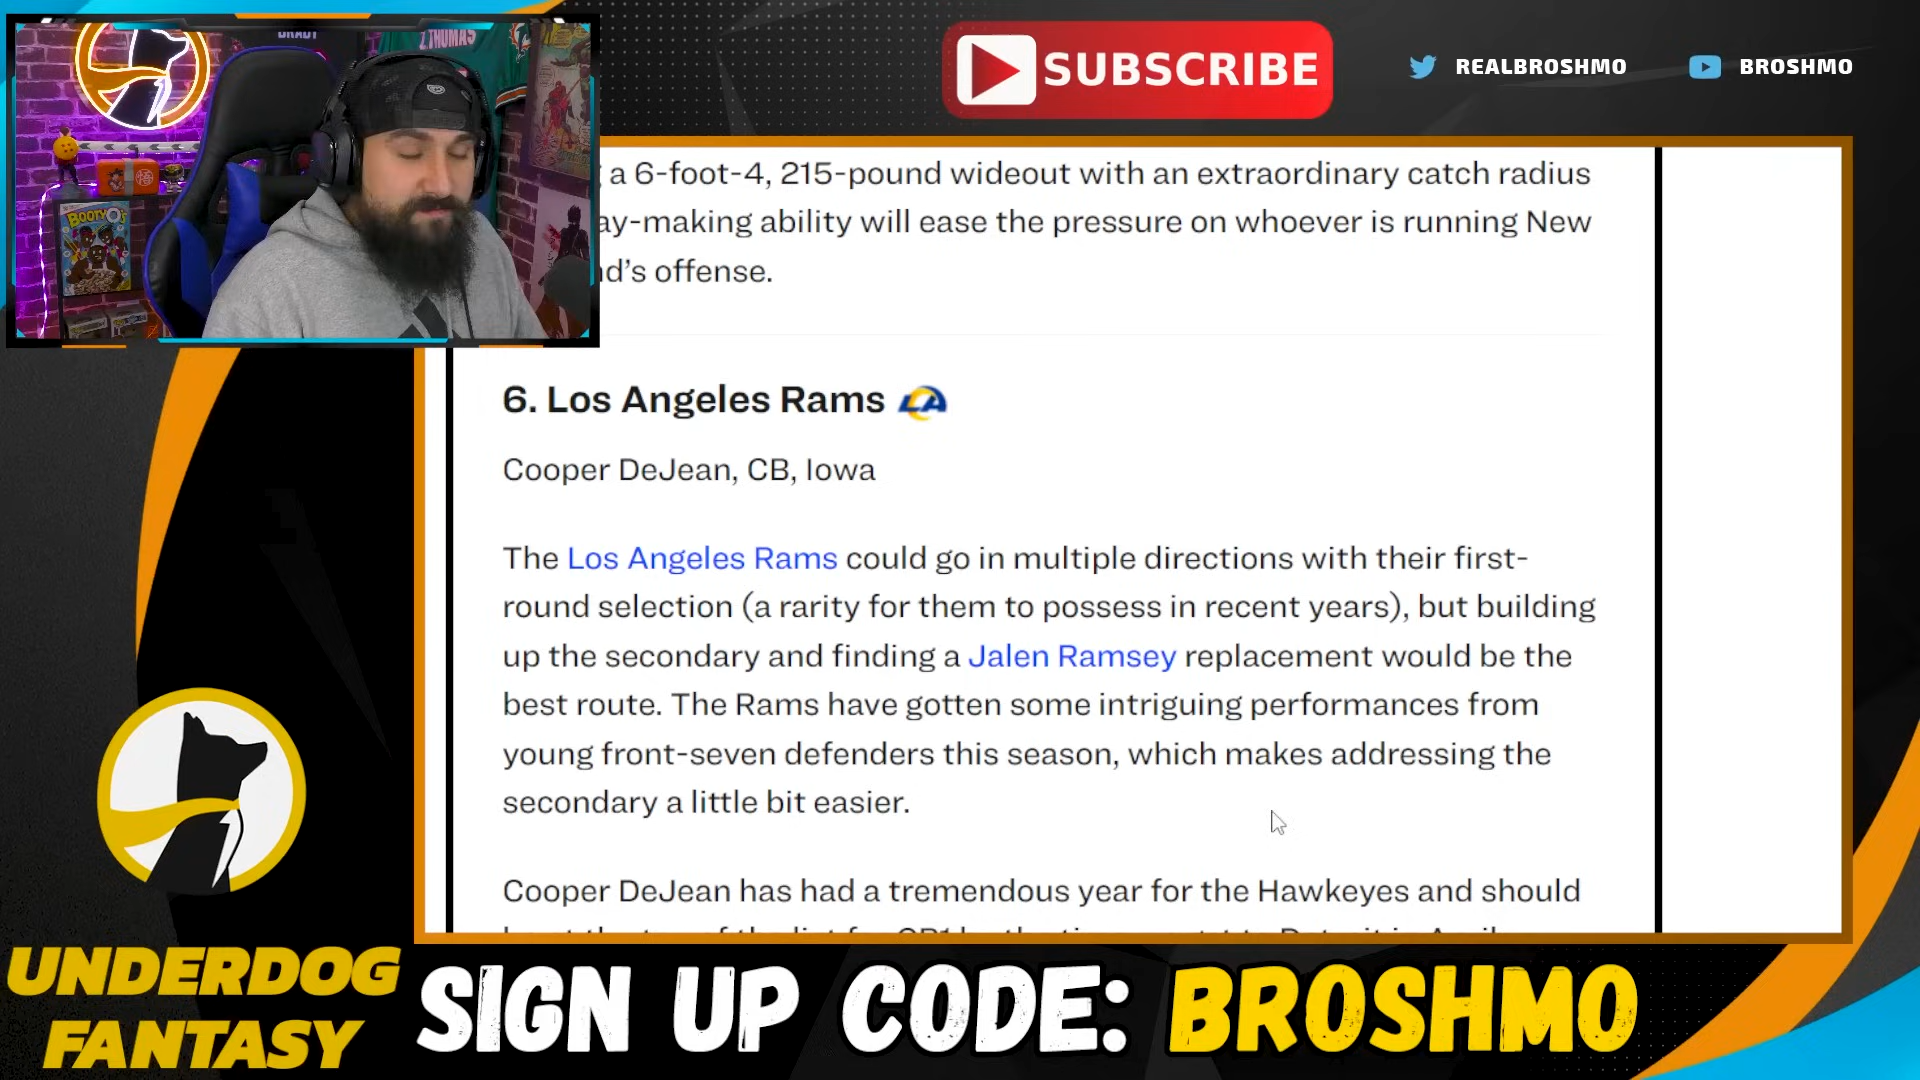 BRADY
Z.THOMAS
BOOTY O's
SUBSCRIBE
REALBROSHMO
BROSHMO
a 6-foot-4, 215-pound wideout with an extraordinary catch radius
ay-making ability will ease the pressure on whoever is running New
d's offense.
6. Los Angeles Rams
LA
Cooper DeJean, CB, Iowa
The Los Angeles Rams could go in multiple directions with their first-
round selection (a rarity for them to possess in recent years), but building
up the secondary and finding a Jalen Ramsey replacement would be the
best route. The Rams have gotten some intriguing performances from
young front-seven defenders this season, which makes addressing the
secondary a little bit easier.
Cooper DeJean has had a tremendous year for the Hawkeyes and should
UNDERDOG
FANTASY
SIGN UP CODE: BROSHMO